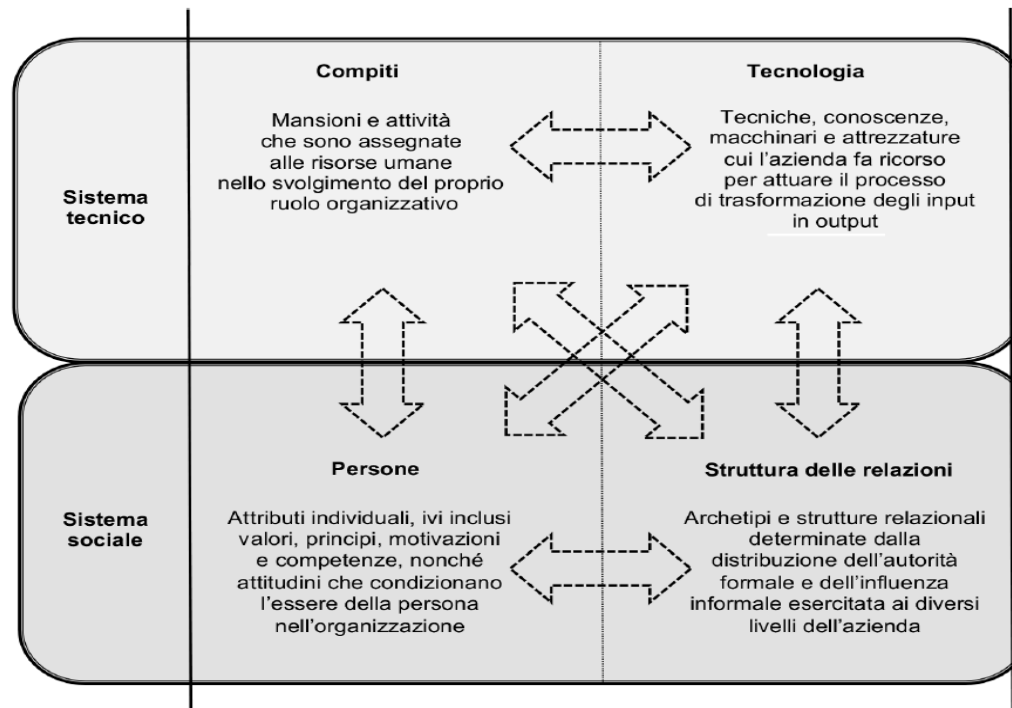 Compiti
Mansioni e attività
che sono assegnate
alle risorse umane
nello svolgimento del proprio
ruolo organizzativo
Tecnologia
Tecniche, conoscenze,
macchinari e attrezzature
cui l'azienda fa ricorso
per attuare il processo
di trasformazione degli input
in output
Sistema
tecnico
Persone
Attributi individuali, ivi inclusi
valori, principi, motivazioni
e competenze, nonché
attitudini che condizionano
l'essere della persona
nell'organizzazione
Struttura delle relazioni
Archetipi e strutture relazionali
determinate dalla
distribuzione dell'autorità
formale e dell'influenza
informale esercitata ai diversi
livelli dell'azienda
Sistema
sociale